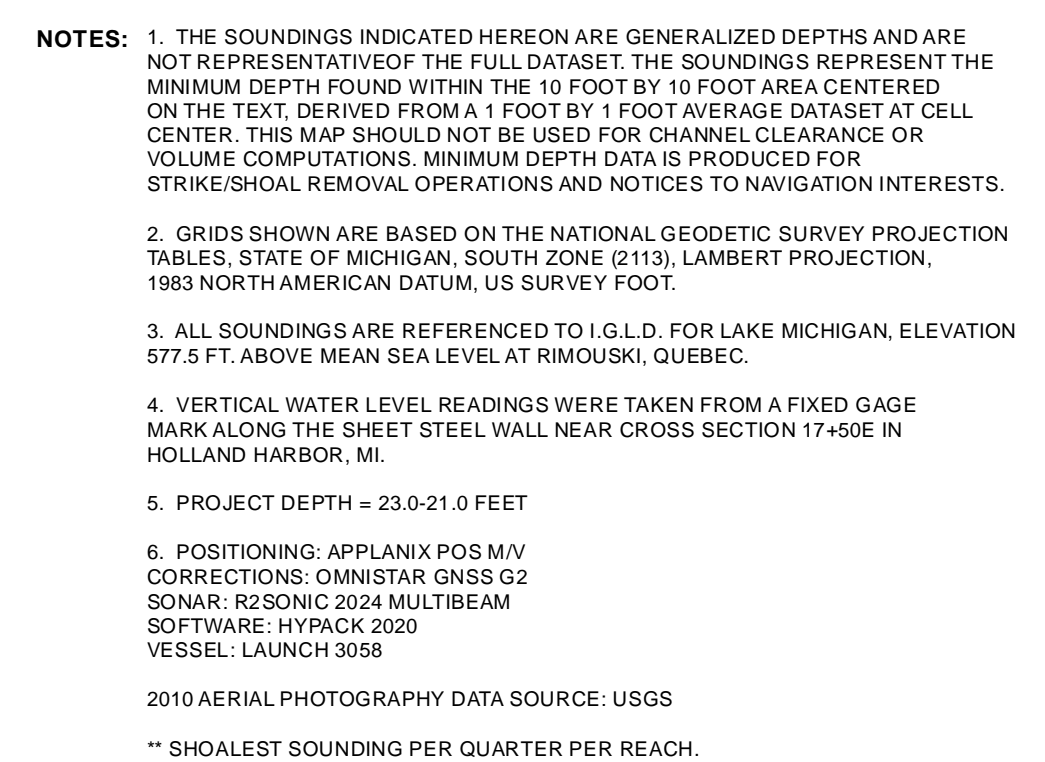 NOTES: 1. THE SOUNDINGS INDICATED HEREON ARE GENERALIZED DEPTHS AND ARE
NOT REPRESENTATIVEOF THE FULL DATASET. THE SOUNDINGS REPRESENT THE
MINIMUM DEPTH FOUND WITHIN THE 10 FOOT BY 10 FOOT AREA CENTERED
ON THE TEXT, DERIVED FROM A 1 FOOT BY 1 FOOT AVERAGE DATASET AT CELL
CENTER. THIS MAP SHOULD NOT BE USED FOR CHANNEL CLEARANCE OR
VOLUME COMPUTATIONS. MINIMUM DEPTH DATA IS PRODUCED FOR
STRIKE/SHOAL REMOVAL OPERATIONS AND NOTICES TO NAVIGATION INTERESTS.
2. GRIDS SHOWN ARE BASED ON THE NATIONAL GEODETIC SURVEY PROJECTION
TABLES, STATE OF MICHIGAN, SOUTH ZONE (2113), LAMBERT PROJECTION,
1983 NORTH AMERICAN DATUM, US SURVEY FOOT.
3. ALL SOUNDINGS ARE REFERENCED TO I.G.L.D. FOR LAKE MICHIGAN, ELEVATION
577.5 FT. ABOVE MEAN SEA LEVEL AT RIMOUSKI, QUEBEC.
4. VERTICAL WATER LEVEL READINGS WERE TAKEN FROM A FIXED GAGE
MARK ALONG THE SHEET STEEL WALL NEAR CROSS SECTION 17+50E IN
HOLLAND HARBOR, MI.
5. PROJECT DEPTH = 23.0-21.0 FEET
6. POSITIONING: APPLANIX POS M/V
CORRECTIONS: OMNISTAR GNSS G2
SONAR: R2SONIC 2024 MULTIBEAM
SOFTWARE: HYPACK 2020
VESSEL: LAUNCH 3058
2010 AERIAL PHOTOGRAPHY DATA SOURCE: USGS
** SHOALEST SOUNDING PER QUARTER PER REACH.